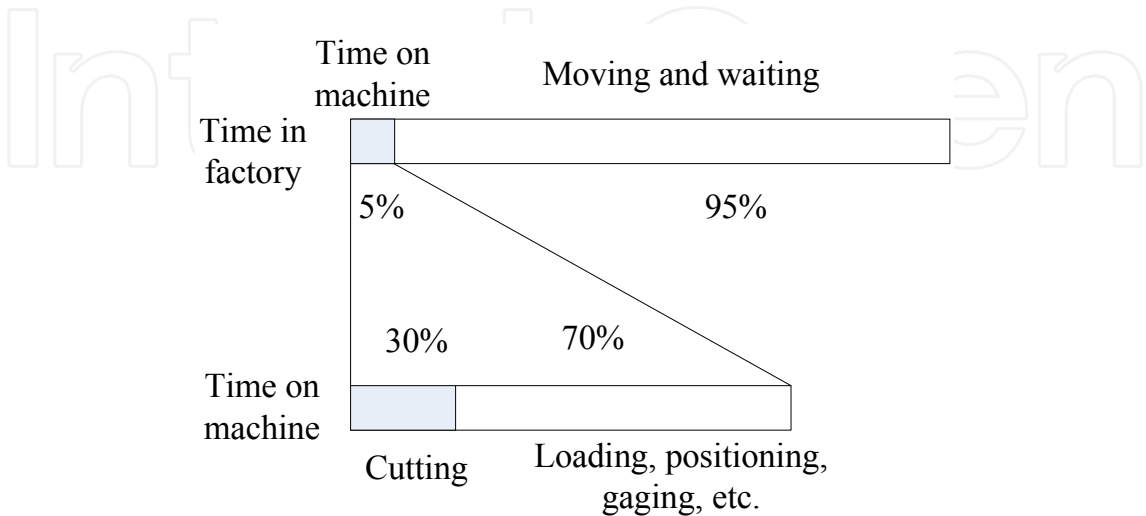 Time on
machine
Moving and waiting
Time in
factory
5%
95%
30%
70%
Time on
machine
Cutting
Loading, positioning,
gaging, etc.